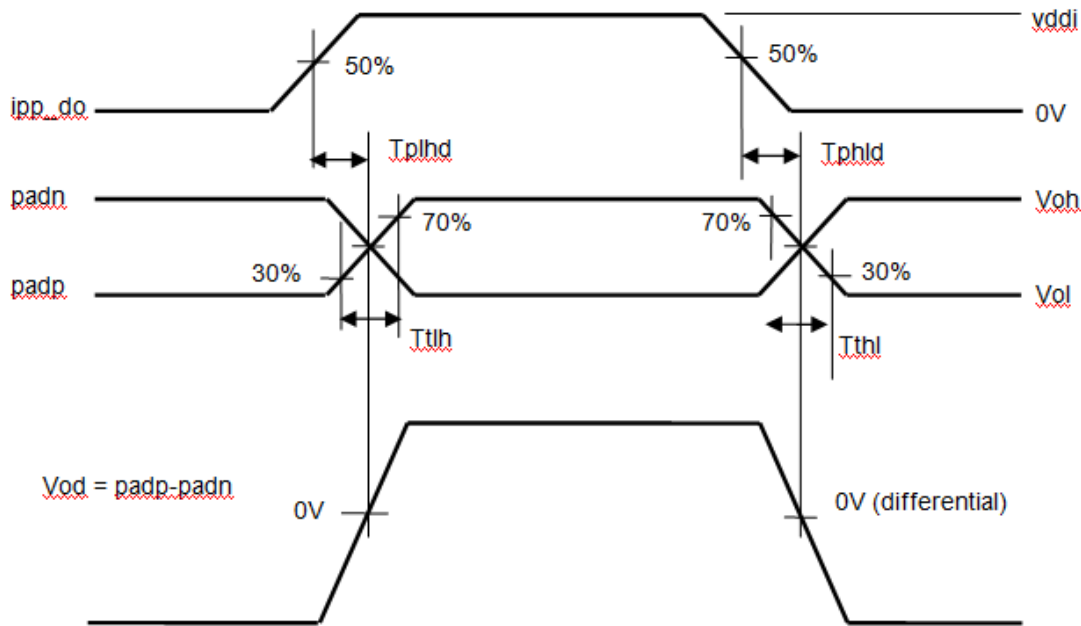 vddi
50%
50%
ipp_do
0V
Tplhd
Tphld
padn
Voh
70%
70%
30%
30%
padp
Vol
Ttlh
Tthl
Vod = padp-padn
0V
0V (differential)